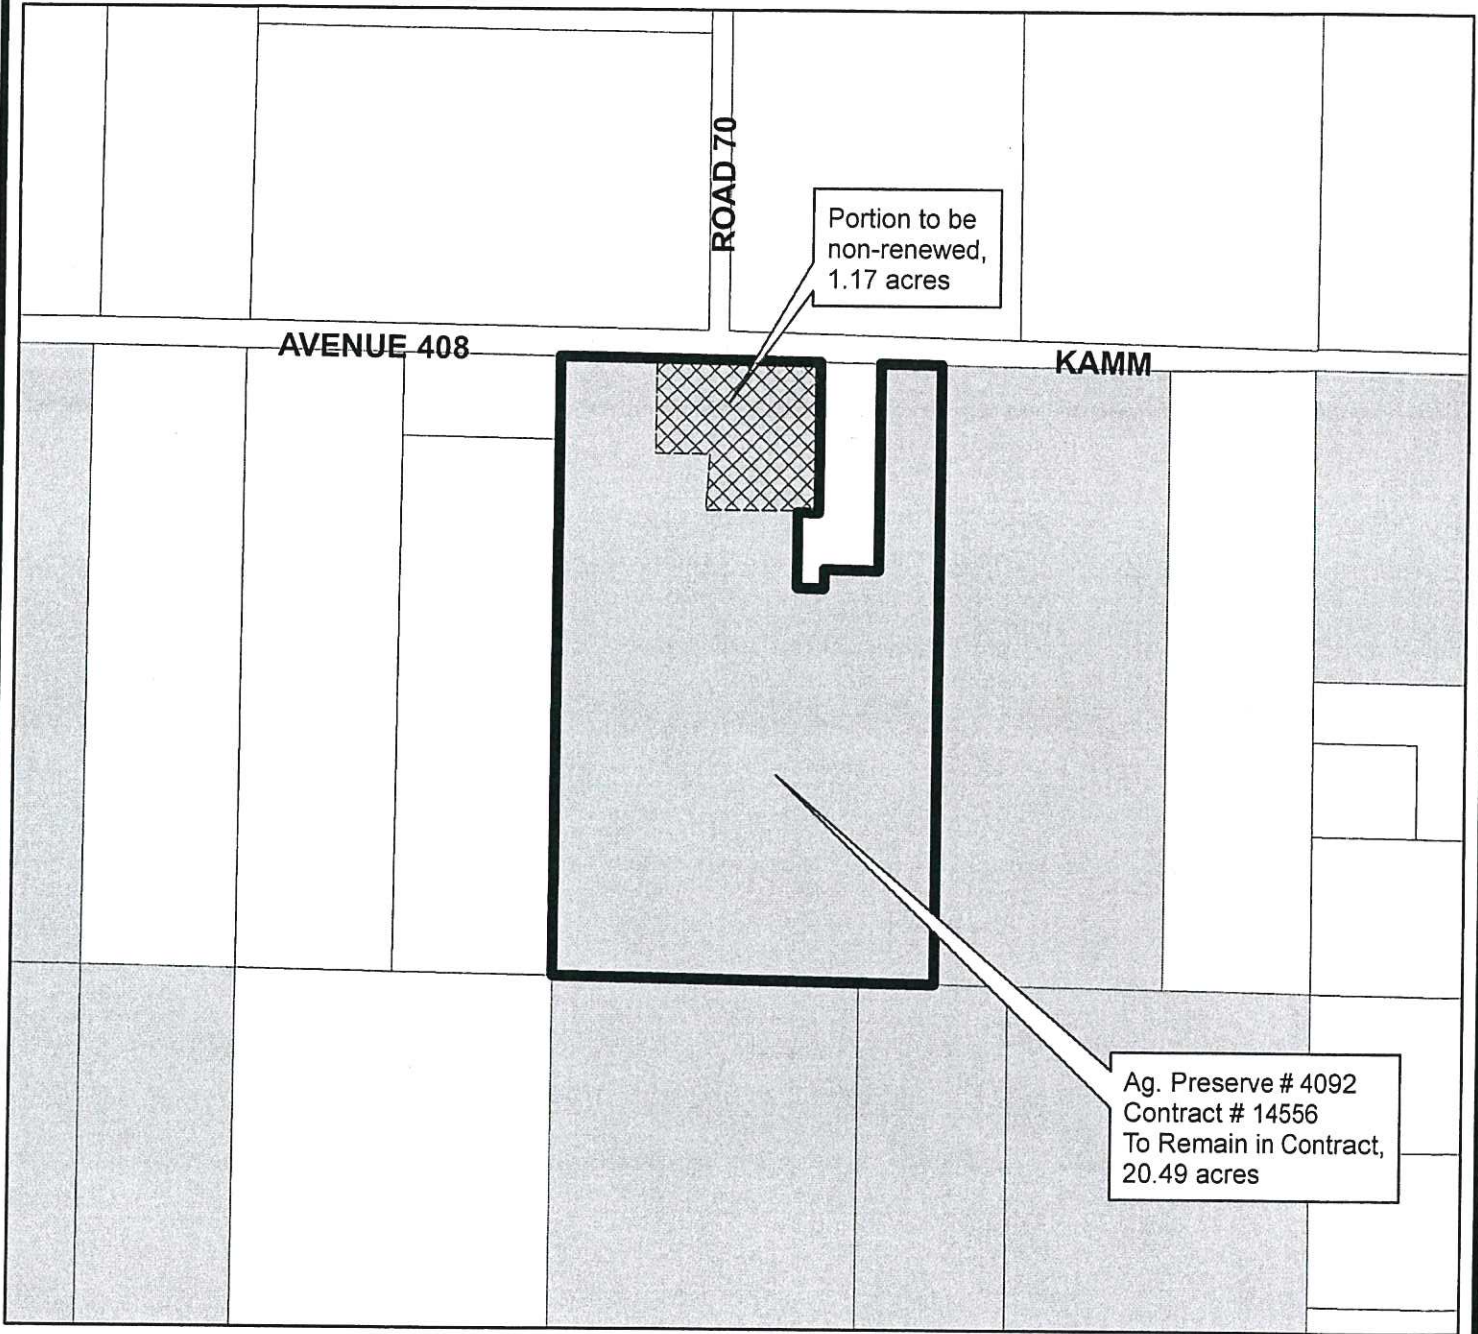 ROAD 70
Portion to be
non-renewed,
1.17 acres
AVENUE 408
KAMM
Ag. Preserve # 4092
Contract # 14556
To Remain in Contract,
20.49 acres